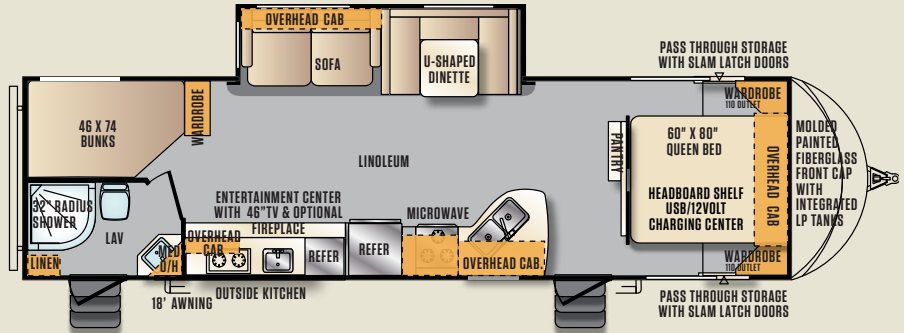 OVERHEAD CAB
SOFA
U-SHAPED
DINETTE
PASS THROUGH STORAGE
WITH SLAM LATCH DOORS
46 X 74
BUNKS
WARDROBE
LINOLEUM
PANTRY
WARDROBE
110 OUTLET
60" X 80"
QUEEN BED
HEADBOARD SHELF
USB/12VOLT
CHARGING CENTER
OVERHEAD CAB
WARDROBE
110 OUTLET
MOLDED
PAINTED
FIBERGLASS
FRONT CAP
WITH
INTEGRATED
LP TANKS
32" RADIUS
SHOWER
LAV
LINEN
MED
O/H
ENTERTAINMENT CENTER
WITH 46"TV & OPTIONAL
FIREPLACE
OVERHEAD
CAB
REFER
REFER
MICROWAVE
OVERHEAD CAB
18' AWNING
OUTSIDE KITCHEN
PASS THROUGH STORAGE
WITH SLAM LATCH DOORS